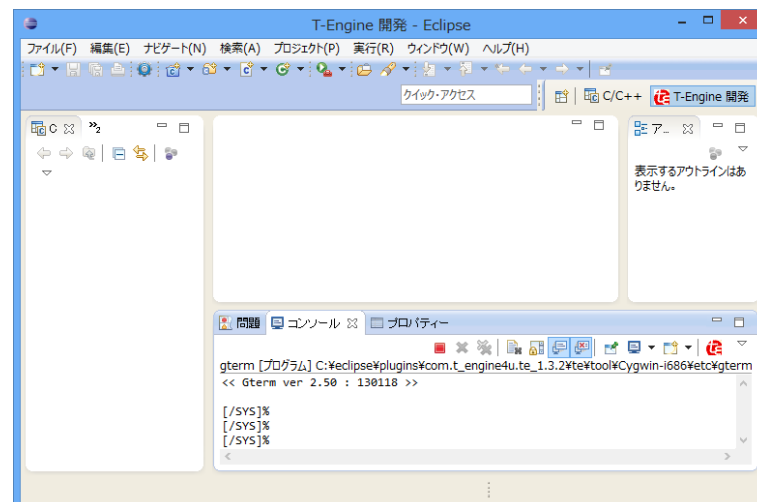 T-Engine 開発 - Eclipse
ファイル(F) 編集(E) ナビゲート(N) 検索(A) プロジェクト(P) 実行(R) ウィンドウ(W) ヘルプ(H)
クイック・アクセス
C/C++
T-Engine 開発
C
»2
ア..
表示するアウトラインはあ
りません。
問題 コンソール プロパティー
gterm [プログラム] C:¥eclipse¥plugins¥com.t_engine4u.te_1.3.2¥te¥tool¥Cygwin-i686¥etc¥gterm
<< Gterm ver 2.50 : 130118 >>
[/SYS]%
[/SYS]%
[/SYS]%